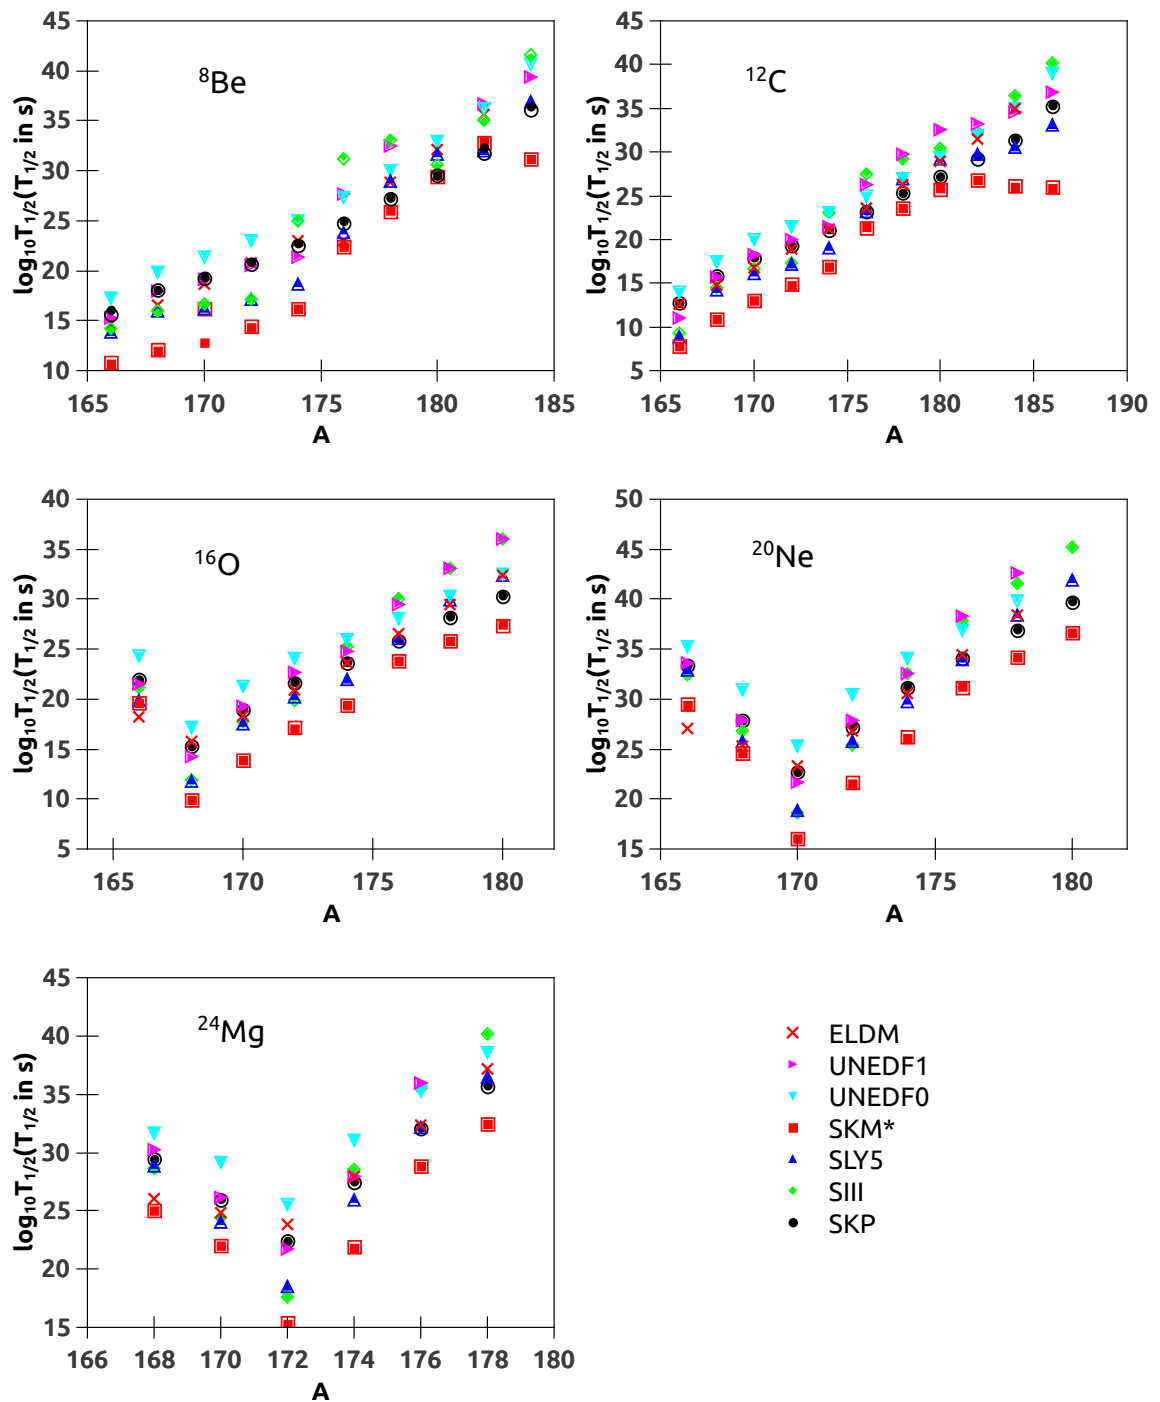 45
40
35
30
25
20
15
10
165 170 175 180 185
log₁₀T₁/₂(T₁/₂ in s)
A
⁸Be
45
40
35
30
25
20
15
10
5
165 170 175 180 185 190
log₁₀T₁/₂(T₁/₂ in s)
A
¹²C
40
35
30
25
20
15
10
5
165 170 175 180
log₁₀T₁/₂(T₁/₂ in s)
A
¹⁶O
50
45
40
35
30
25
20
15
165 170 175 180
log₁₀T₁/₂(T₁/₂ in s)
A
²⁰Ne
45
40
35
30
25
20
15
166 168 170 172 174 176 178 180
log₁₀T₁/₂(T₁/₂ in s)
A
²⁴Mg
ELDM
UNEDF1
UNEDF0
SKM*
SLY5
SIII
SKP